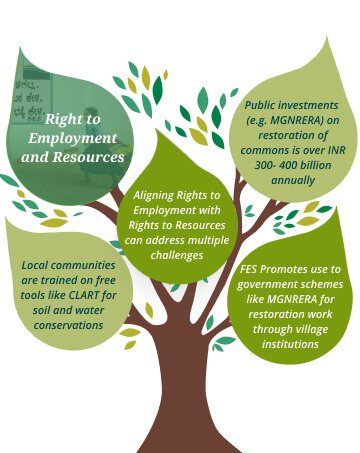 Right to
Employment
and Resources
Public investments
(e.g. MGNRERA) on
restoration of
commons is over INR
300- 400 billion
annually
Aligning Rights to
Employment with
Rights to Resources
can address multiple
challenges
Local communities
are trained on free
tools like CLART for
soil and water
conservations
FES Promotes use to
government schemes
like MGNRERA for
restoration work
through village
institutions